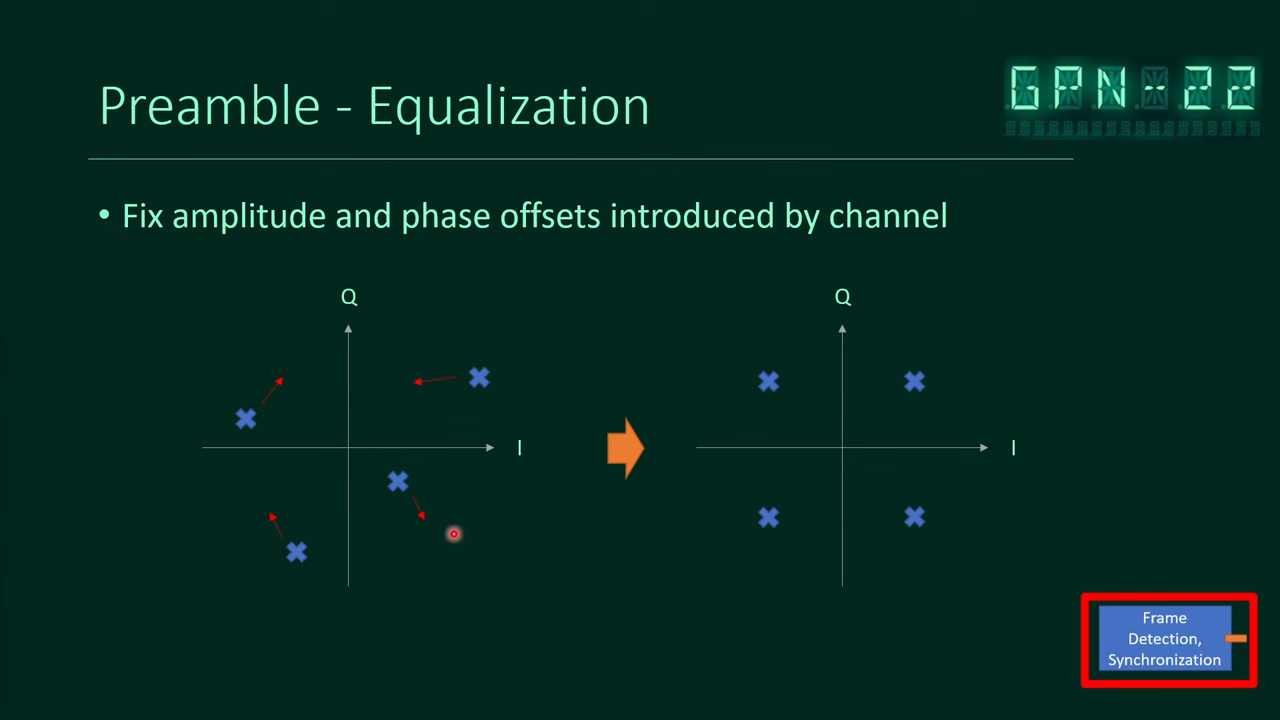 GPN-22
Preamble - Equalization
• Fix amplitude and phase offsets introduced by channel
Q
I
Q
I
Frame
Detection,
Synchronization